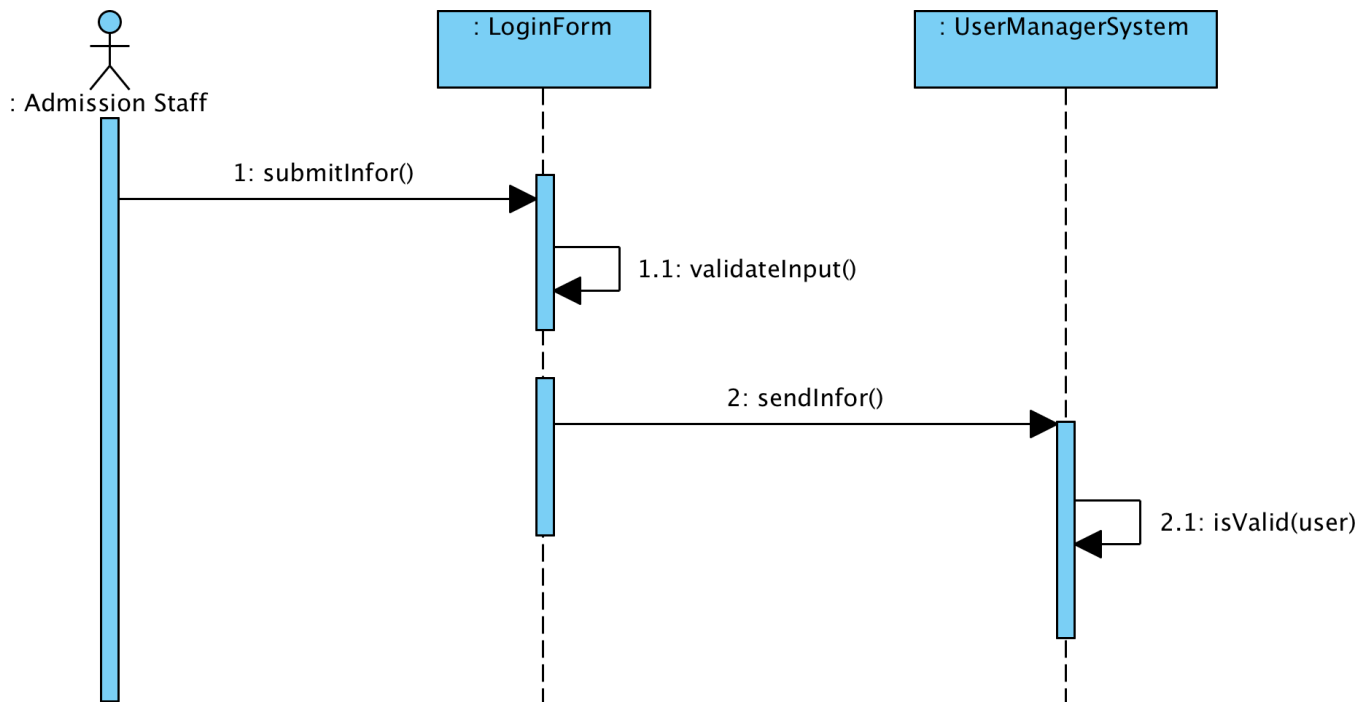 : LoginForm
: UserManagerSystem
: Admission Staff
1: submitInfor()
1.1: validateInput()
2: sendInfor()
2.1: isValid(user)